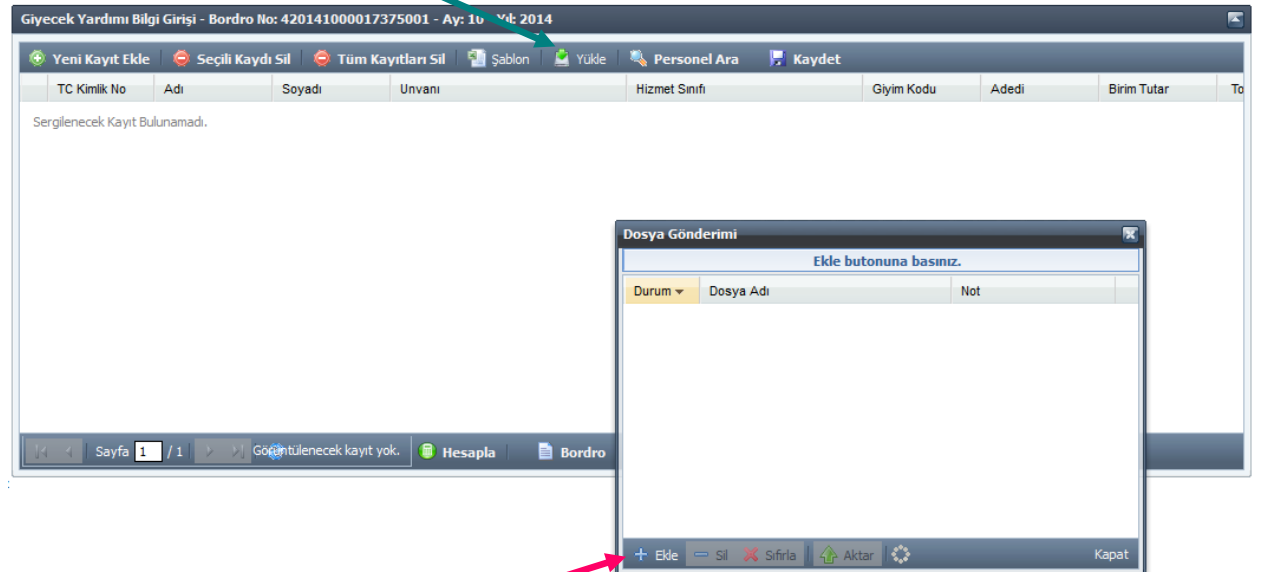 Giyecek Yardımı Bilgi Girişi - Bordro No: 420141000017375001 - Ay: 10 - Yıl: 2014
Yeni Kayıt Ekle Seçili Kaydı Sil Tüm Kayıtları Sil Şablon Yükle Personel Ara Kaydet
TC Kimlik No Adı Soyadı Unvanı Hizmet Sınıfı Giyim Kodu Adedi Birim Tutar To
Sergilenecek Kayıt Bulunamadı.
Dosya Gönderimi
Ekle butonuna basınız.
Durum Dosya Adı Not
Sayfa 1 / 1 Görüntülenecek kayıt yok. Hesapla Bordro
Ekle Sil Sıfırla Aktar Kapat